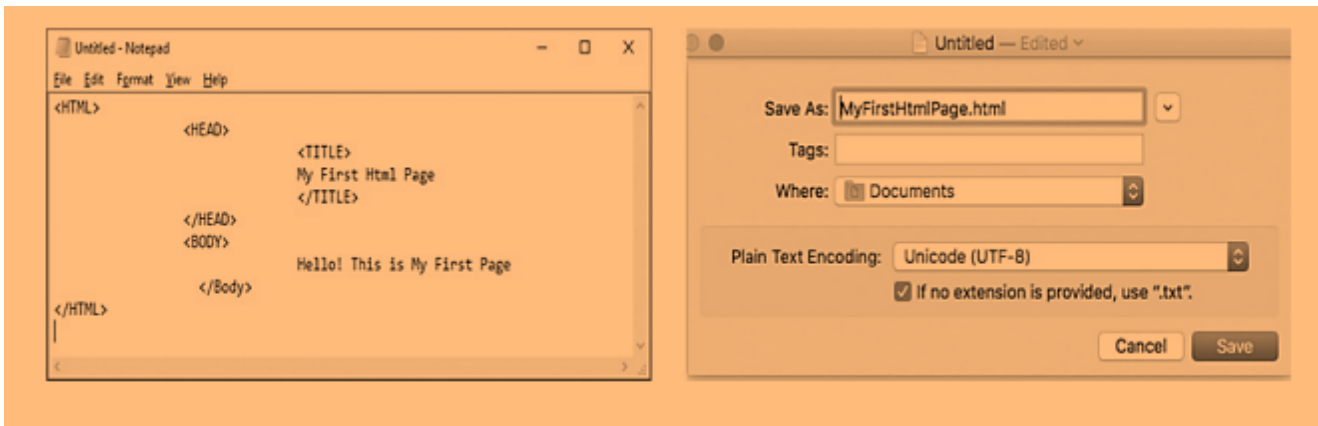 Untitled - Notepad
File Edit Format View Help
<HTML>
<HEAD>
<TITLE>
My First Html Page
</TITLE>
</HEAD>
<BODY>
Hello! This is My First Page
</Body>
</HTML>
Untitled — Edited
Save As: MyFirstHtmlPage.html
Tags:
Where: Documents
Plain Text Encoding: Unicode (UTF-8)
If no extension is provided, use ".txt".
Cancel Save